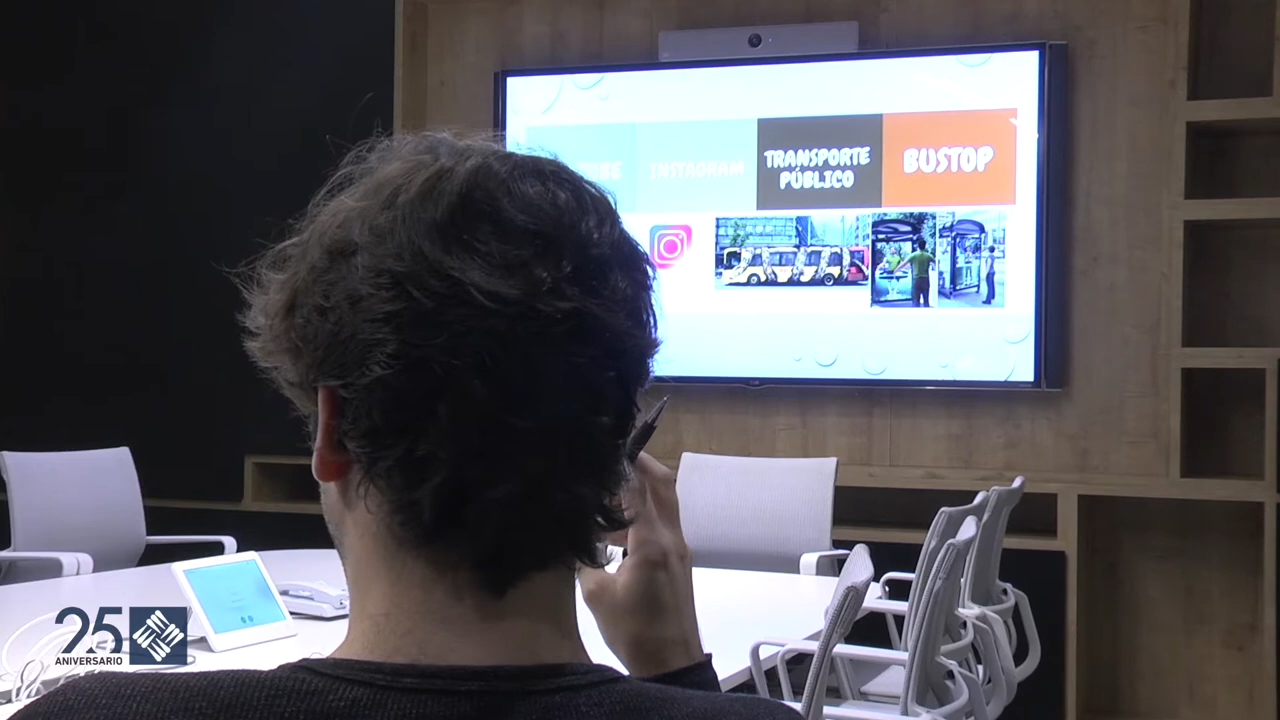 INSTAGRAM
TRANSPORTE
PÚBLICO
BUSTOP
25
ANIVERSARIO